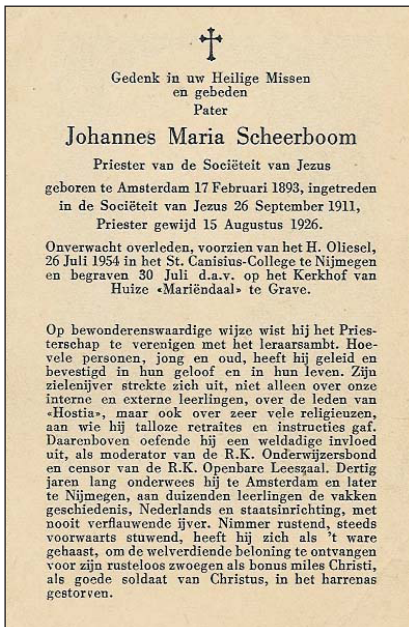 Gedenk in uw Heilige Missen
en gebeden
Pater
Johannes Maria Scheerboom
Priester van de Sociëteit van Jezus
geboren te Amsterdam 17 Februari 1893, ingetreden
in de Sociëteit van Jezus 26 September 1911,
Priester gewijd 15 Augustus 1926.
Onverwacht overleden, voorzien van het H. Oliesel,
26 Juli 1954 in het St. Canisius-College te Nijmegen
en begraven 30 Juli d.a.v. op het Kerkhof van
Huize «Mariëndaal» te Grave.
Op bewonderenswaardige wijze wist hij het Pries-
terschap te verenigen met het leraarsambt. Hoe-
vele personen, jong en oud, heeft hij geleid en
bevestigd in hun geloof en in hun leven. Zijn
zielenijver strekte zich uit, niet alleen over onze
interne en externe leerlingen, over de leden van
«Hostia», maar ook over zeer vele religieuzen,
aan wie hij talloze retraites en instructies gaf.
Daarenboven oefende hij een weldadige invloed
uit, als moderator van de R.K. Onderwijzersbond
en censor van de R.K. Openbare Leeszaal. Dertig
jaren lang onderwees hij te Amsterdam en later
te Nijmegen, aan duizenden leerlingen de vakken
geschiedenis, Nederlands en staatsinrichting, met
nooit verflauwende ijver. Nimmer rustend, steeds
voorwaarts stuwend, heeft hij zich als 't ware
gehaast, om de welverdiende beloning te ontvangen
voor zijn rusteloos zwoegen als bonus miles Christi,
als goede soldaat van Christus, in het harrenas
gestorven.